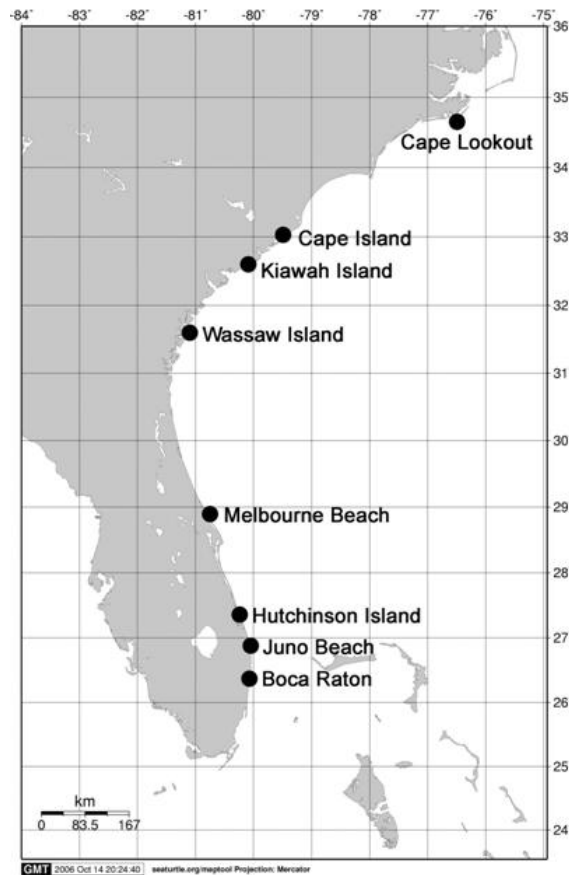 -84° -83° -82° -81° -80° -79° -78° -77° -76° -75°
36
35
Cape Lookout
34
33
Cape Island
Kiawah Island
32
Wassaw Island
31
30
29
Melbourne Beach
28
Hutchinson Island
27
Juno Beach
Boca Raton
26
25
km
0 83.5 167
24
GMT 2006 Oct 14 20:24:40 seaturtle.org/maptool Projection: Mercator